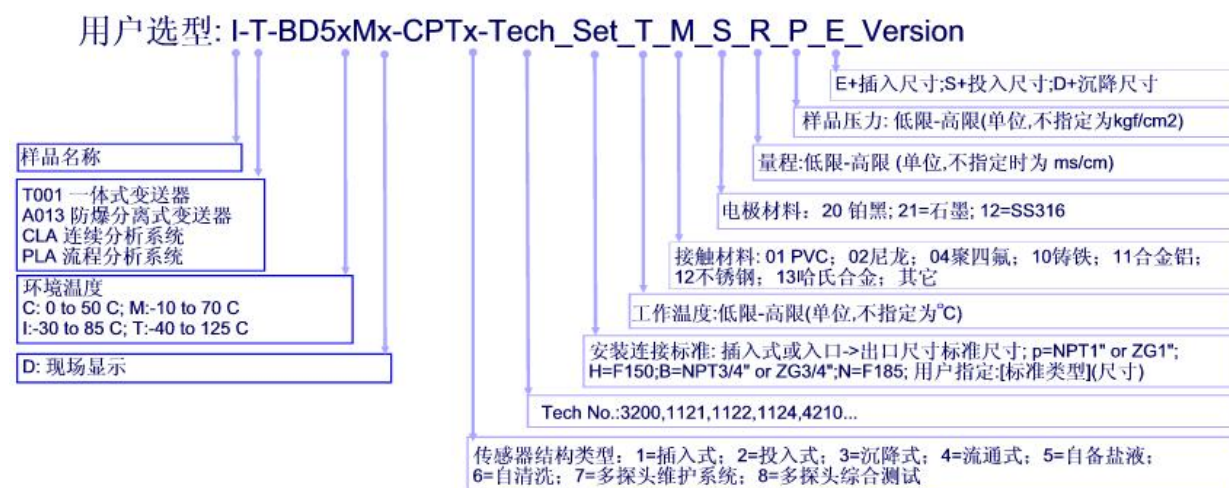 用户选型: I-T-BD5xMx-CPTx-Tech_Set_T_M_S_R_P_E_Version
E+插入尺寸;S+投入尺寸;D+沉降尺寸
样品压力: 低限-高限(单位,不指定为kgf/cm2)
样品名称
量程:低限-高限 (单位,不指定时为 ms/cm)
T001 一体式变送器
A013 防爆分离式变送器
CLA 连续分析系统
PLA 流程分析系统
电极材料：20 铂黑; 21=石墨; 12=SS316
接触材料: 01 PVC；02尼龙；04聚四氟；10铸铁；11合金铝；
12不锈钢；13哈氏合金；其它
环境温度
C: 0 to 50 C; M:-10 to 70 C
I:-30 to 85 C; T:-40 to 125 C
工作温度:低限-高限(单位,不指定为℃)
安装连接标准: 插入式或入口->出口尺寸标准尺寸; p=NPT1" or ZG1";
H=F150;B=NPT3/4" or ZG3/4";N=F185; 用户指定:[标准类型](尺寸)
D: 现场显示
Tech No.:3200,1121,1122,1124,4210...
传感器结构类型：1=插入式；2=投入式；3=沉降式；4=流通式；5=自备盐液；
6=自清洗；7=多探头维护系统；8=多探头综合测试